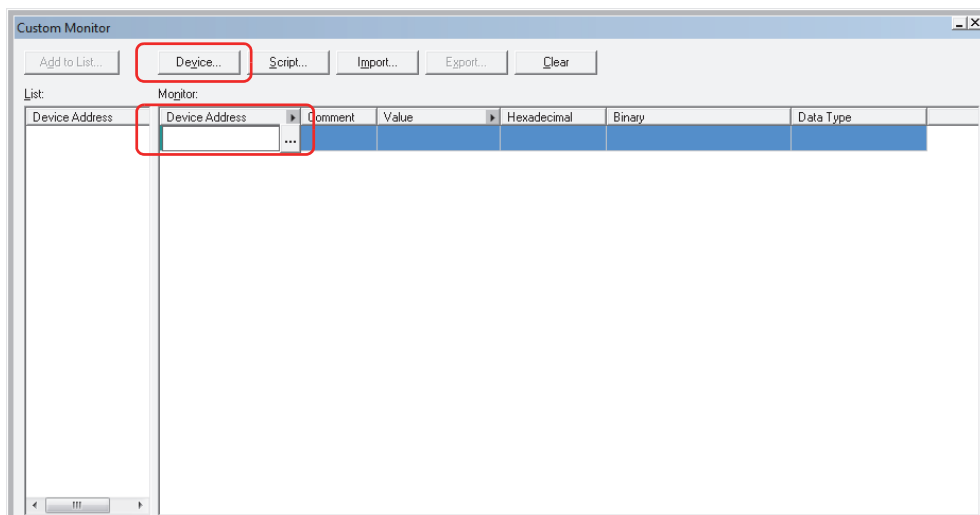 Custom Monitor
Add to List... Device... Script... Import... Export... Clear
List: Monitor:
Device Address Device Address Comment Value Hexadecimal Binary Data Type
...